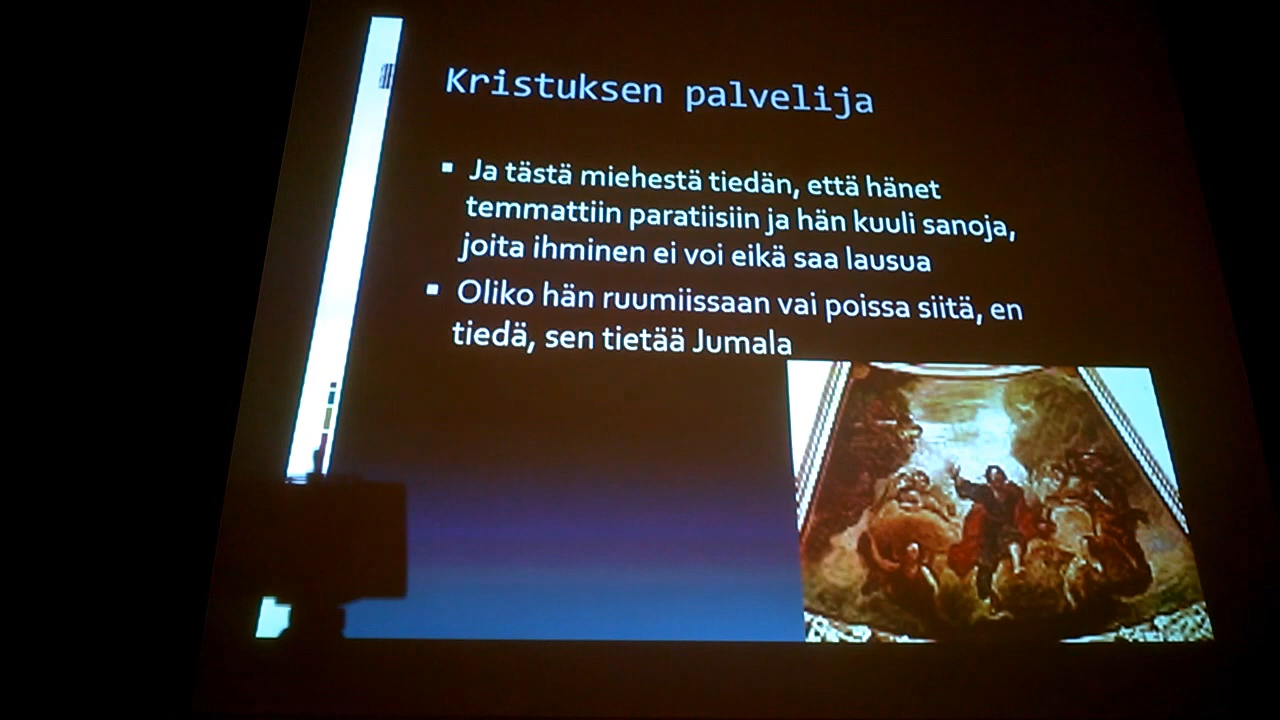 Kristuksen palvelija
▪ Ja tästä miehestä tiedän, että hänet
temmattiin paratiisiin ja hän kuuli sanoja,
joita ihminen ei voi eikä saa lausua
▪ Oliko hän ruumiissaan vai poissa siitä, en
tiedä, sen tietää Jumala